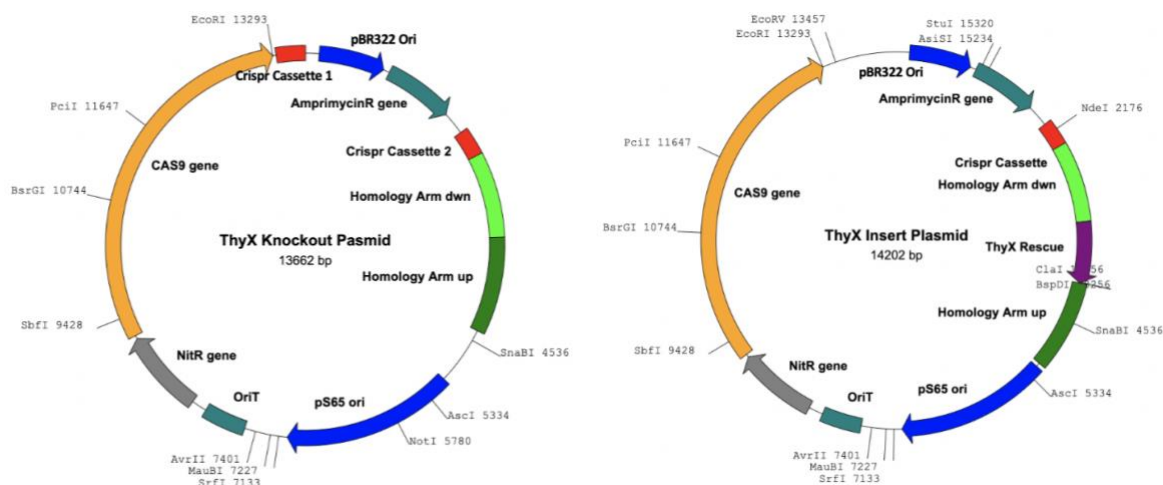 EcoRI 13293
pBR322 Ori
Crispr Cassette 1
AmprimycinR gene
PciI 11647
Crispr Cassette 2
CAS9 gene
Homology Arm dwn
BsrGI 10744
ThyX Knockout Pasmid
13662 bp
Homology Arm up
SbfI 9428
SnaBI 4536
NitR gene
OriT
pS65 ori
AscI 5334
NotI 5780
AvrII 7401
MauBI 7227
SrfI 7133
EcoRV 13457
EcoRI 13293
StuI 15320
AsiSI 15234
pBR322 Ori
AmprimycinR gene
NdeI 2176
PciI 11647
Crispr Cassette
CAS9 gene
Homology Arm dwn
BsrGI 10744
ThyX Insert Plasmid
14202 bp
ThyX Rescue
ClaI
BspDI
Homology Arm up
SnaBI 4536
SbfI 9428
NitR gene
OriT
pS65 ori
AscI 5334
AvrII 7401
MauBI 7227
SrfI 7133